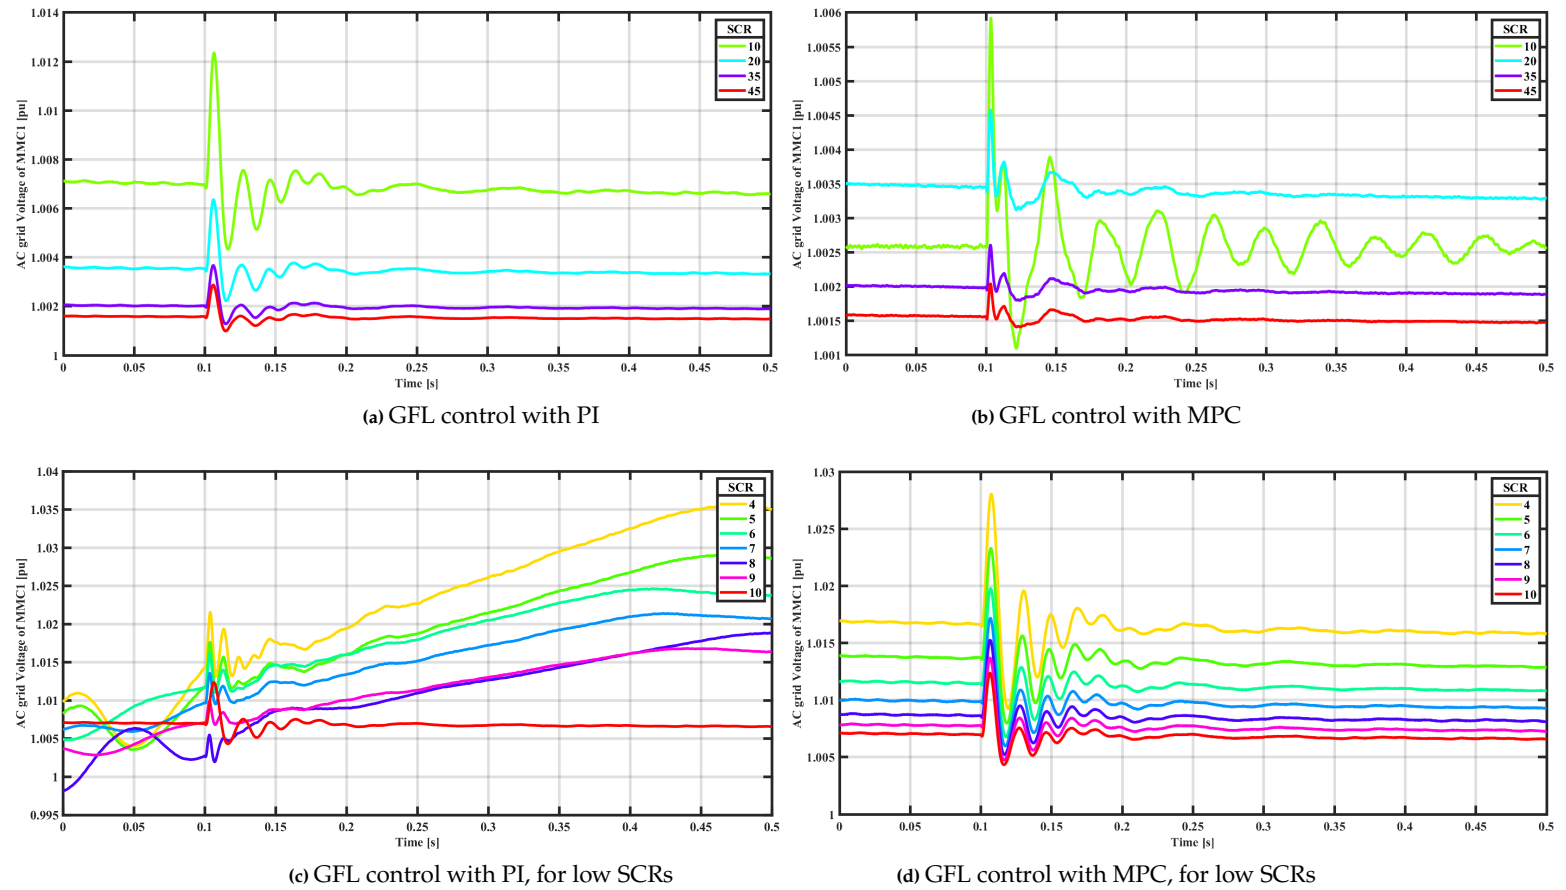 1.014
1.012
1.01
1.008
1.006
1.004
1.002
1
AC grid Voltage of MMC1 [pu]
0 0.05 0.1 0.15 0.2 0.25 0.3 0.35 0.4 0.45 0.5
Time [s]
SCR
10
20
35
45
(a) GFL control with PI
1.006
1.0055
1.005
1.0045
1.004
1.0035
1.003
1.0025
1.002
1.0015
1.001
AC grid Voltage of MMC1 [pu]
0 0.05 0.1 0.15 0.2 0.25 0.3 0.35 0.4 0.45 0.5
Time [s]
SCR
10
20
35
45
(b) GFL control with MPC
1.04
1.035
1.03
1.025
1.02
1.015
1.01
1.005
1
0.995
AC grid Voltage of MMC1 [pu]
0 0.05 0.1 0.15 0.2 0.25 0.3 0.35 0.4 0.45 0.5
Time [s]
SCR
4
5
6
7
8
9
10
(c) GFL control with PI, for low SCRs
1.03
1.025
1.02
1.015
1.01
1.005
1
AC grid Voltage of MMC1 [pu]
0 0.05 0.1 0.15 0.2 0.25 0.3 0.35 0.4 0.45 0.5
Time [s]
SCR
4
5
6
7
8
9
10
(d) GFL control with MPC, for low SCRs